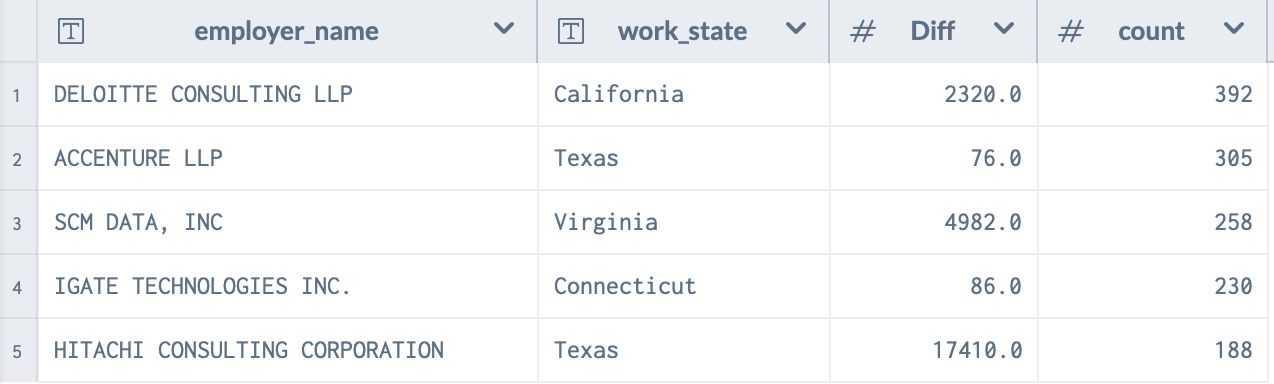 employer_name work_state # Diff # count
1 DELOITTE CONSULTING LLP California 2320.0 392
2 ACCENTURE LLP Texas 76.0 305
3 SCM DATA, INC Virginia 4982.0 258
4 IGATE TECHNOLOGIES INC. Connecticut 86.0 230
5 HITACHI CONSULTING CORPORATION Texas 17410.0 188